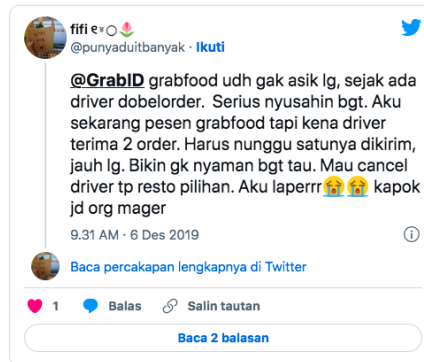 fifi ୧⍤⃝🌷
@punyaduitbanyak · Ikuti
@GrabID grabfood udh gak asik lg, sejak ada
driver dobelorder. Serius nyusahin bgt. Aku
sekarang pesen grabfood tapi kena driver
terima 2 order. Harus nunggu satunya dikirim,
jauh lg. Bikin gk nyaman bgt tau. Mau cancel
driver tp resto pilihan. Aku laperrr😭😭 kapok
jd org mager
9.31 AM · 6 Des 2019
Baca percakapan lengkapnya di Twitter
1 Balas Salin tautan
Baca 2 balasan